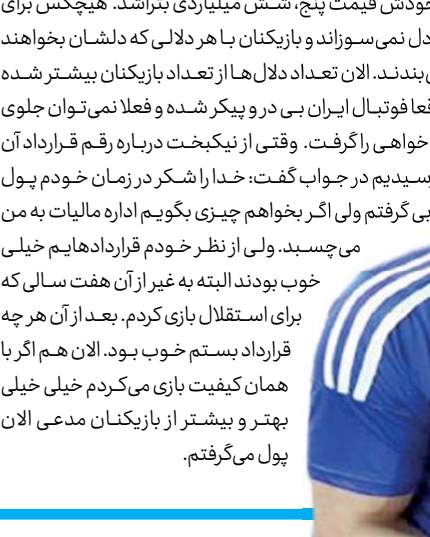 خودش قیمت پنج، شش میلیاردی بتراشد. هیچکس برای
دل نمی‌سوزاند و بازیکنان با هر دلالی که دلشان بخواهند
بندند. الان تعداد دلال‌ها از تعداد بازیکنان بیشتر شده
فوتبال ایران بی در و پیکر شده و فعلا نمی‌توان جلوی
خواهی را گرفت. وقتی از نیکبخت درباره رقم قرارداد آن
در جواب گفت: خدا را شکر در زمان خودم پول
گرفتم ولی اگر بخواهم چیزی بگویم اداره مالیات به من
می‌چسبد. ولی از نظر خودم قراردادهایم خیلی
خوب بودند البته به غیر از آن هفت سالی که
برای استقلال بازی کردم. بعد از آن هر چه
قرارداد بستم خوب بود. الان هم اگر با
همان کیفیت بازی می‌کردم خیلی خیلی
بهتر و بیشتر از بازیکنان مدعی الان
پول می‌گرفتم.